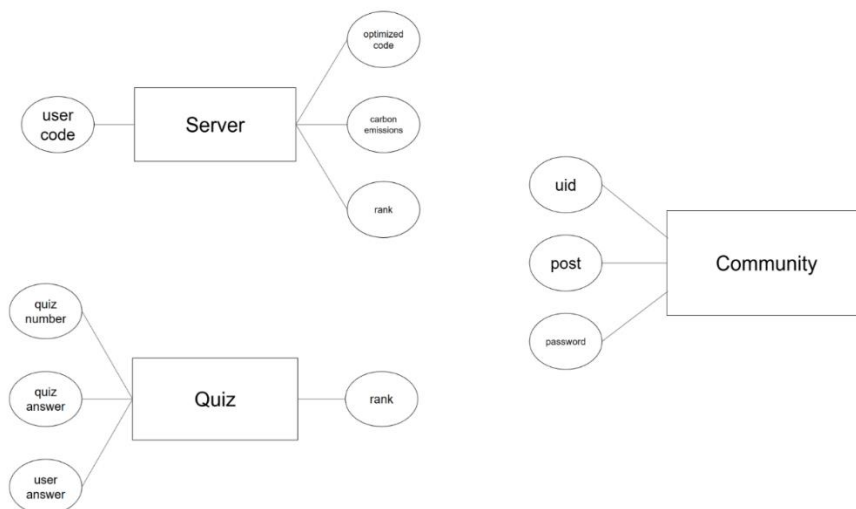 optimized
code
user
code
Server
carbon
emissions
rank
uid
post
Community
password
quiz
number
quiz
answer
Quiz
rank
user
answer